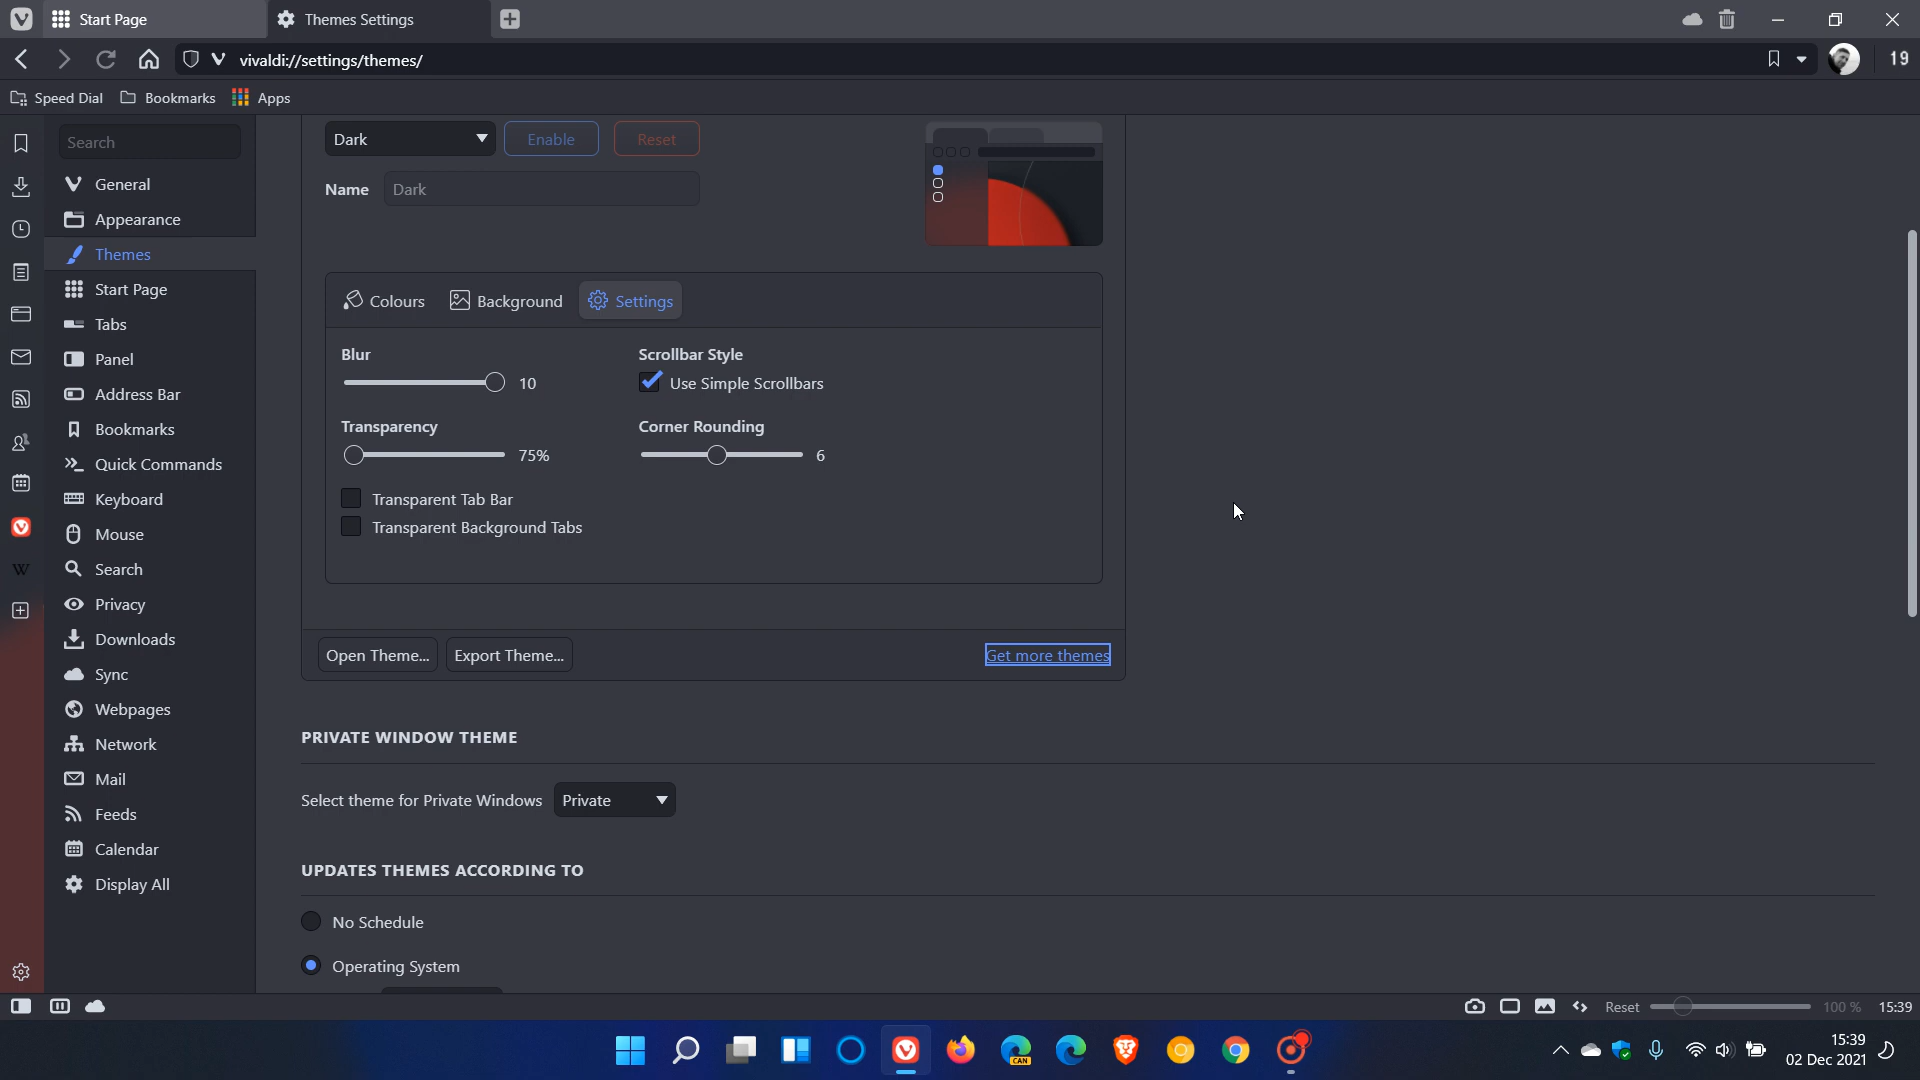 Start Page
Themes Settings
vivaldi://settings/themes/
19
Speed Dial
Bookmarks
Apps
Search
General
Appearance
Themes
Start Page
Tabs
Panel
Address Bar
Bookmarks
Quick Commands
Keyboard
Mouse
Search
Privacy
Downloads
Sync
Webpages
Network
Mail
Feeds
Calendar
Display All
W
Dark
Enable
Reset
Name
Dark
Colours
Background
Settings
Blur
10
Scrollbar Style
Use Simple Scrollbars
Transparency
75%
Corner Rounding
6
Transparent Tab Bar
Transparent Background Tabs
Open Theme...
Export Theme...
Get more themes
PRIVATE WINDOW THEME
Select theme for Private Windows
Private
UPDATES THEMES ACCORDING TO
No Schedule
Operating System
Reset
100 %
15:39
CAN
15:39
02 Dec 2021